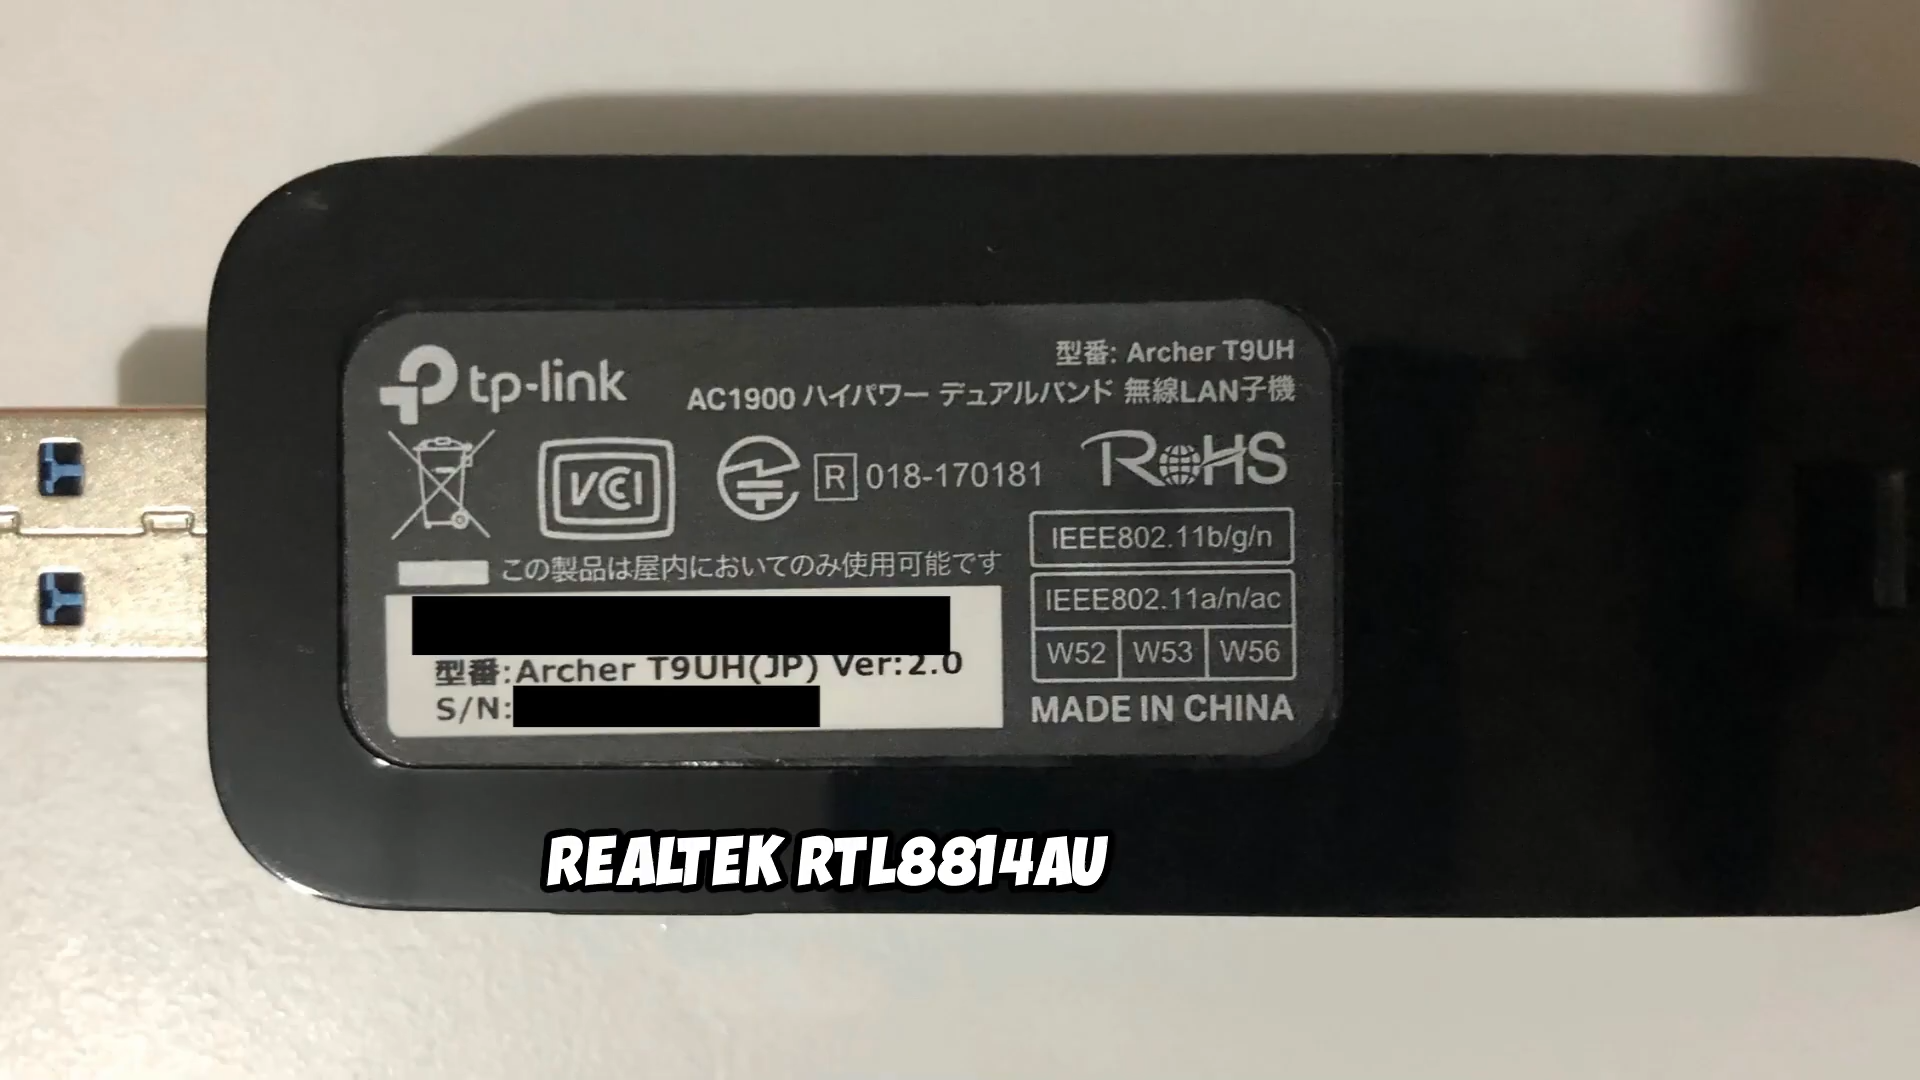 tp-link
型番: Archer T9UH
AC1900 ハイパワー デュアルバンド 無線LAN子機
VCI
R 018-170181
RoHS
IEEE802.11b/g/n
この製品は屋内においてのみ使用可能です
IEEE802.11a/n/ac
W52 W53 W56
型番:Archer T9UH(JP) Ver:2.0
S/N:
MADE IN CHINA
REALTEK RTL8814AU